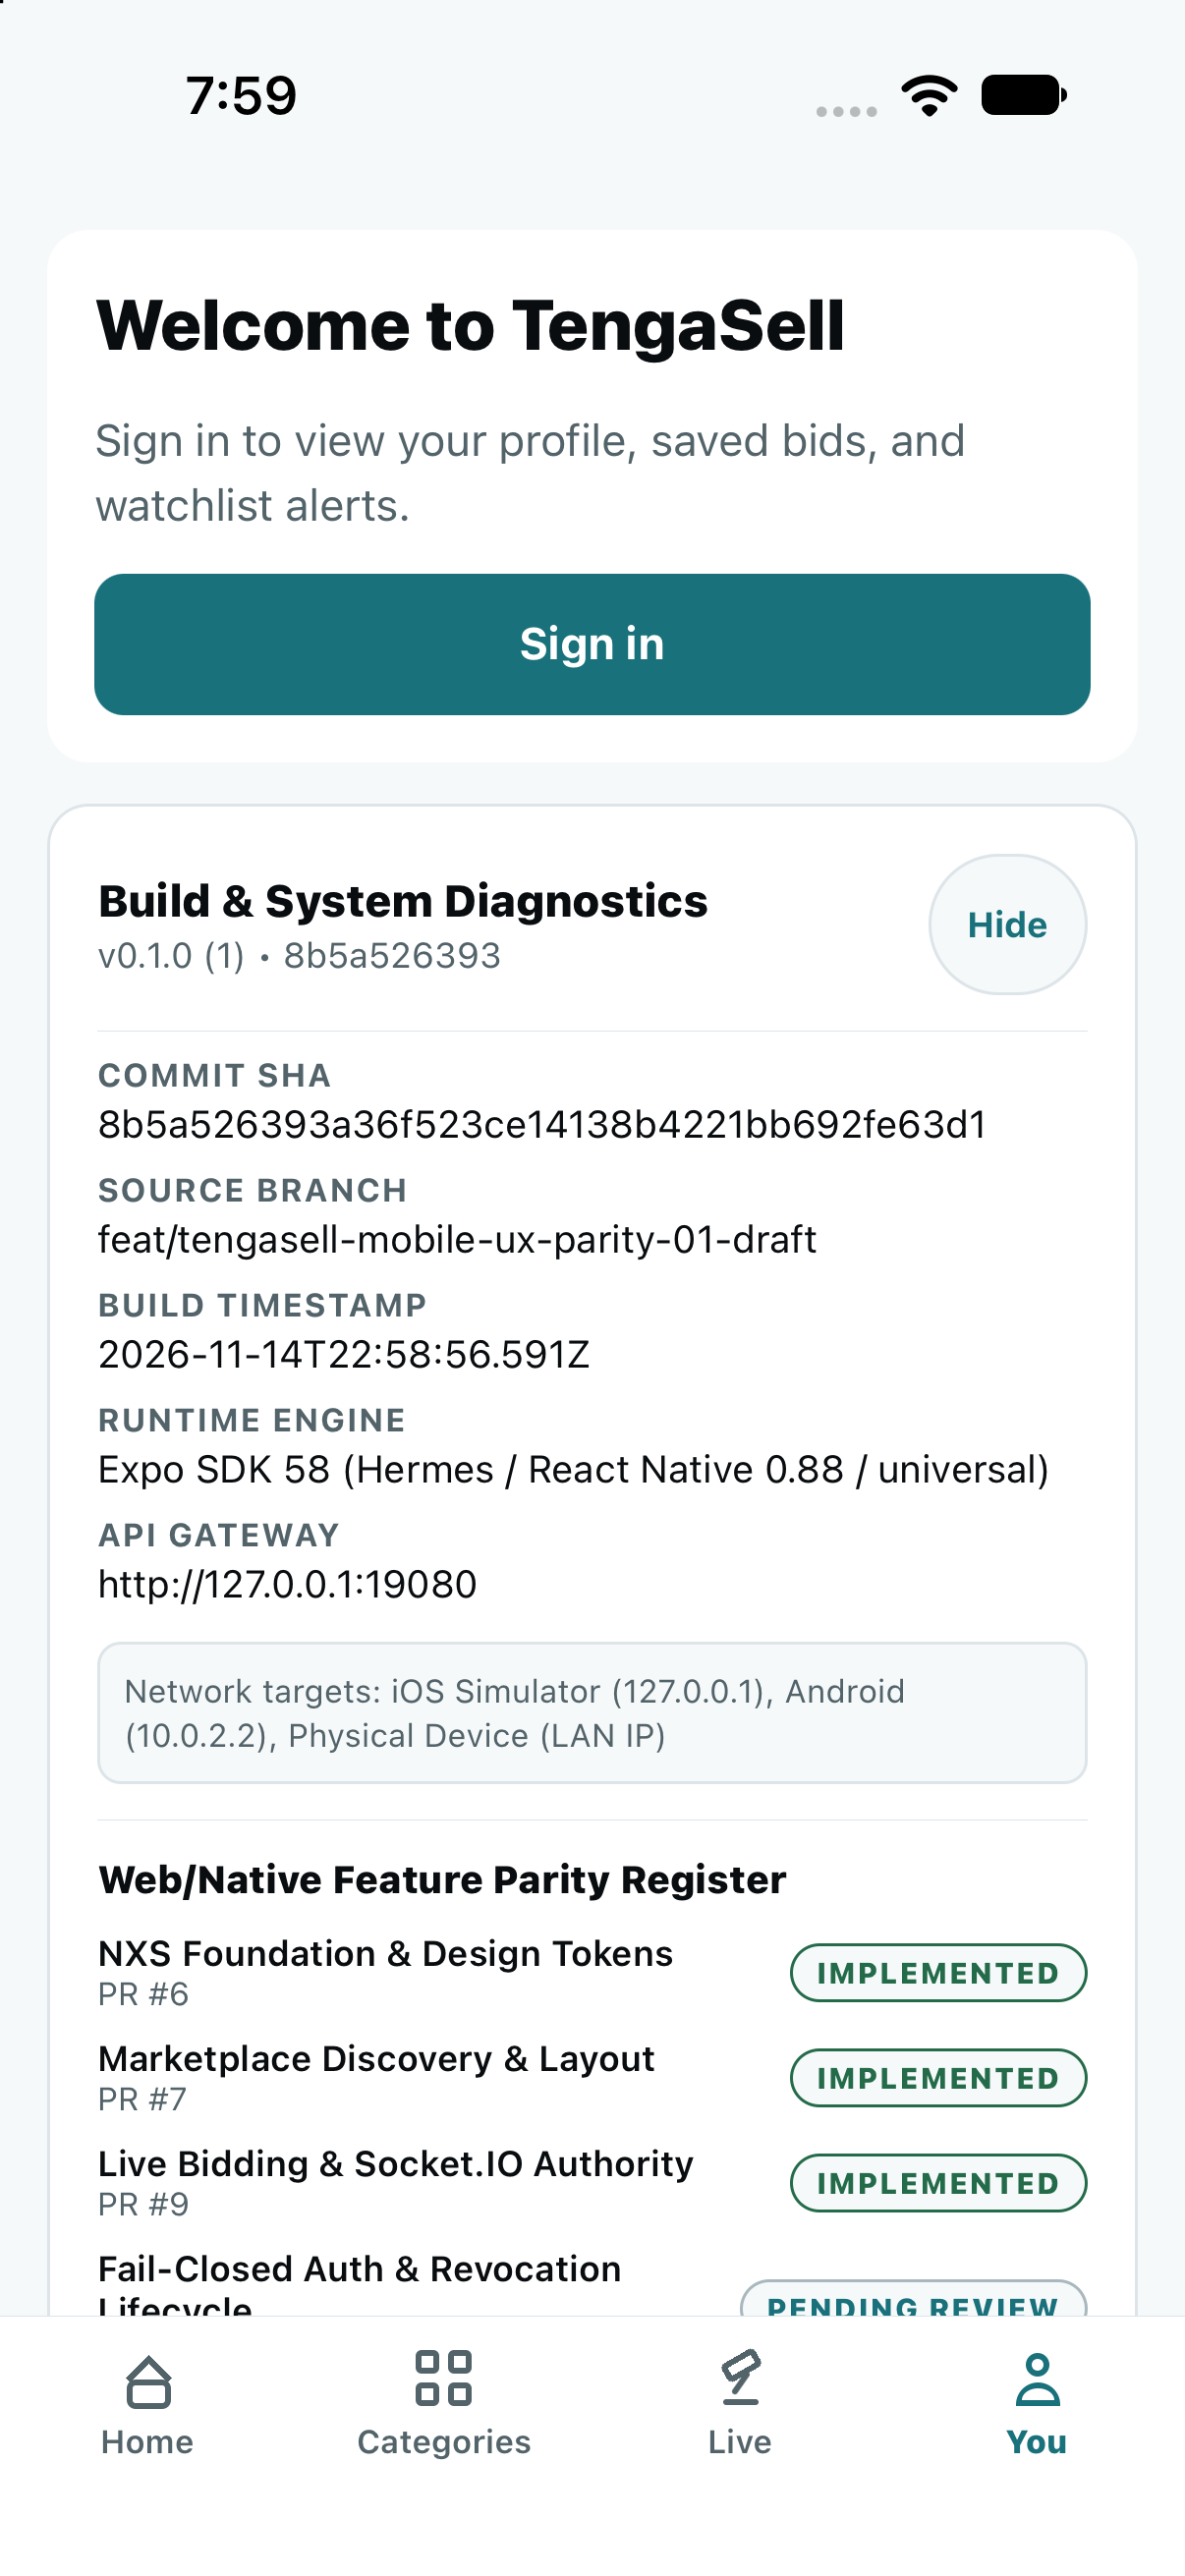 7:59
Welcome to TengaSell
Sign in to view your profile, saved bids, and
watchlist alerts.
Sign in
Build & System Diagnostics
v0.1.0 (1) • 8b5a526393
Hide
COMMIT SHA
8b5a526393a36f523ce14138b4221bb692fe63d1
SOURCE BRANCH
feat/tengasell-mobile-ux-parity-01-draft
BUILD TIMESTAMP
2026-11-14T22:58:56.591Z
RUNTIME ENGINE
Expo SDK 58 (Hermes / React Native 0.88 / universal)
API GATEWAY
http://127.0.0.1:19080
Network targets: iOS Simulator (127.0.0.1), Android
(10.0.2.2), Physical Device (LAN IP)
Web/Native Feature Parity Register
NXS Foundation & Design Tokens
PR #6
IMPLEMENTED
Marketplace Discovery & Layout
PR #7
IMPLEMENTED
Live Bidding & Socket.IO Authority
PR #9
IMPLEMENTED
Fail-Closed Auth & Revocation
Lifecycle
PENDING REVIEW
Home
Categories
Live
You